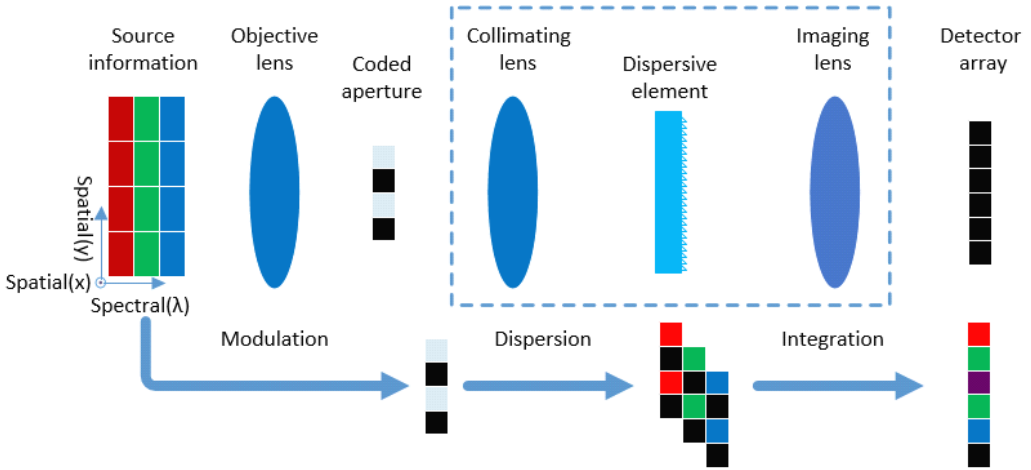 Source
information
Objective
lens
Coded
aperture
Collimating
lens
Dispersive
element
Imaging
lens
Detector
array
Spatial(y)
Spatial(x)
Spectral(λ)
Modulation
Dispersion
Integration